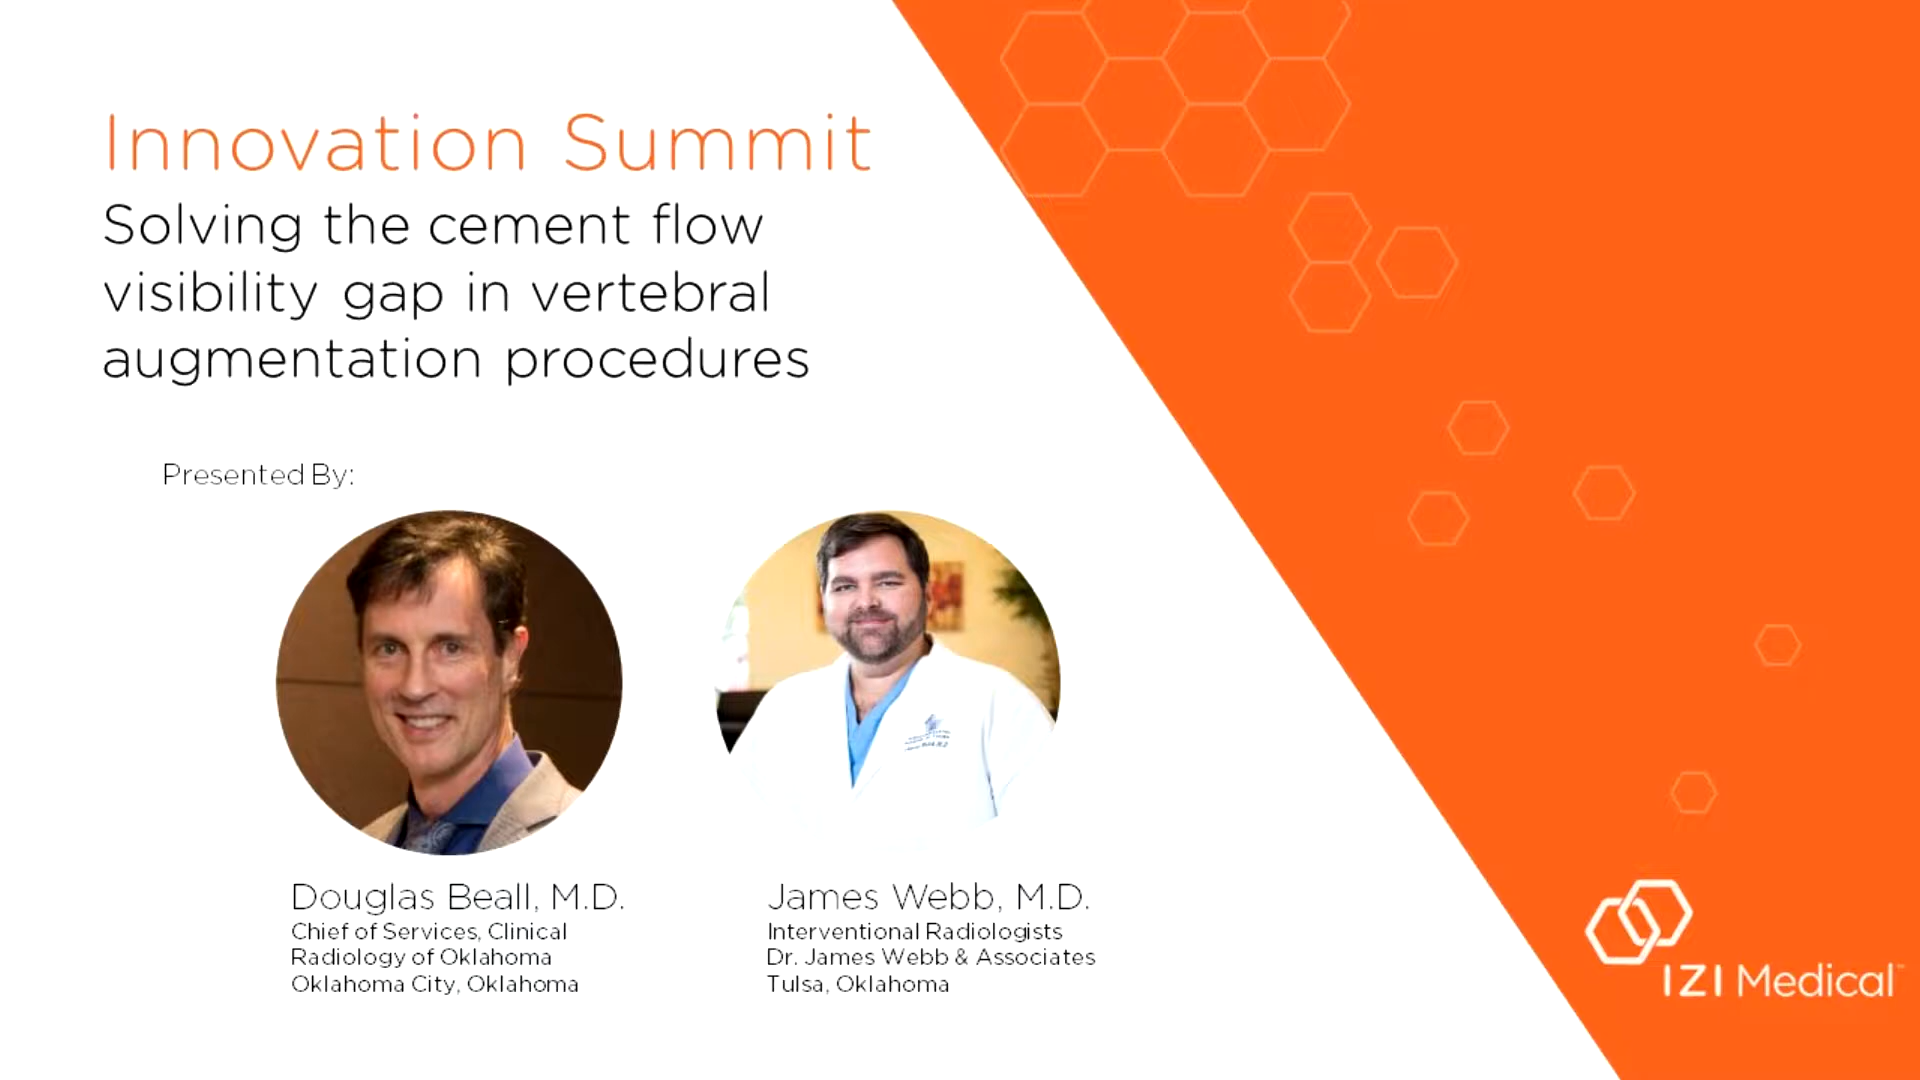 Innovation Summit
Solving the cement flow
visibility gap in vertebral
augmentation procedures
Presented By:
Douglas Beall, M.D.
Chief of Services, Clinical
Radiology of Oklahoma
Oklahoma City, Oklahoma
James Webb, M.D.
Interventional Radiologists
Dr. James Webb & Associates
Tulsa, Oklahoma
IZI Medical™